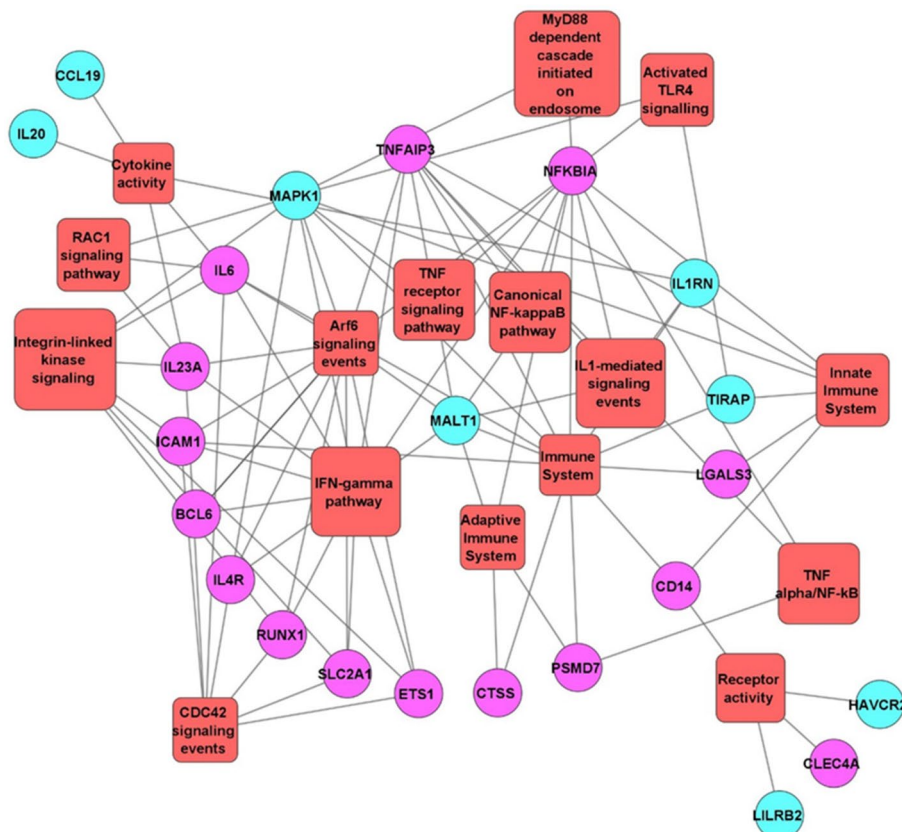 MyD88
dependent
cascade
initiated
on
endosome
Activated
TLR4
signalling
CCL19
IL20
TNFAIP3
NFKBIA
Cytokine
activity
MAPK1
RAC1
signaling
pathway
IL6
TNF
receptor
signaling
pathway
Canonical
NF-kappaB
pathway
IL1RN
Integrin-linked
kinase
signaling
Arf6
signaling
events
IL23A
IL1-mediated
signaling
events
Innate
Immune
System
TIRAP
MALT1
ICAM1
Immune
System
LGALS3
IFN-gamma
pathway
BCL6
Adaptive
Immune
System
IL4R
CD14
TNF
alpha/NF-kB
RUNX1
SLC2A1
ETS1
CTSS
PSMD7
Receptor
activity
CDC42
signaling
events
HAVCR2
CLEC4A
LILRB2